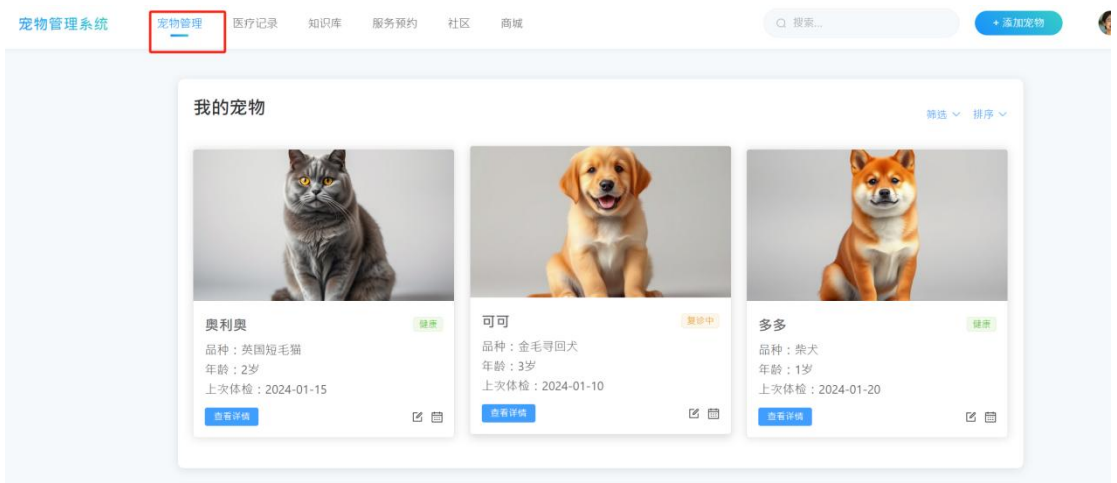 宠物管理系统 宠物管理 医疗记录 知识库 服务预约 社区 商城 搜索... + 添加宠物
我的宠物
筛选 排序
奥利奥 健康
品种：英国短毛猫
年龄：2岁
上次体检：2024-01-15
查看详情
可可 复诊中
品种：金毛寻回犬
年龄：3岁
上次体检：2024-01-10
查看详情
多多 健康
品种：柴犬
年龄：1岁
上次体检：2024-01-20
查看详情